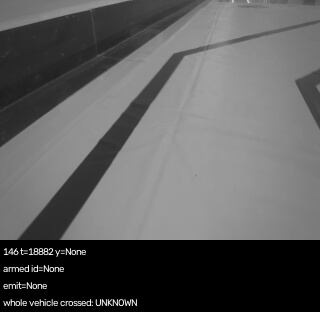 146 t=18882 y=None
armed id=None
emit=None
whole vehicle crossed: UNKNOWN